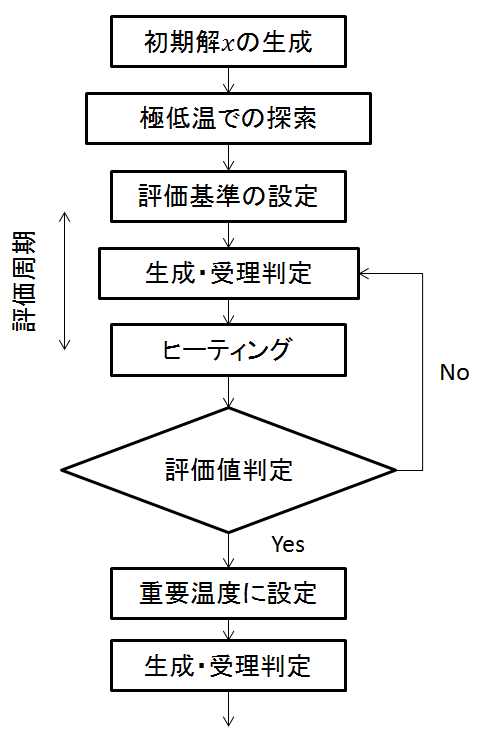 初期解xの生成
極低温での探索
評価基準の設定
評価周期
生成・受理判定
ヒーティング
No
評価値判定
Yes
重要温度に設定
生成・受理判定